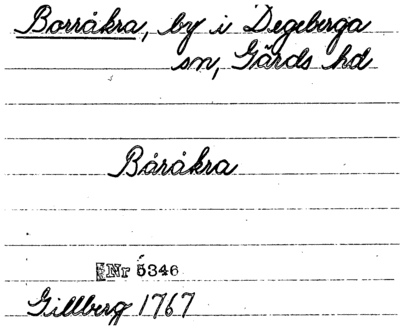 Borråkra, by i Degeberga
sn, Gärds hd
Båråkra
Nr 5346
Gillberg 1767